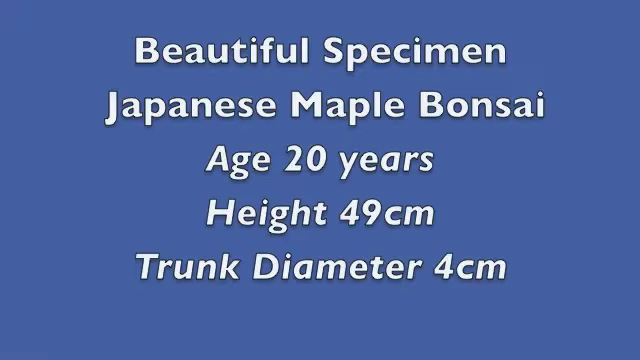 Beautiful Specimen
Japanese Maple Bonsai
Age 20 years
Height 49cm
Trunk Diameter 4cm